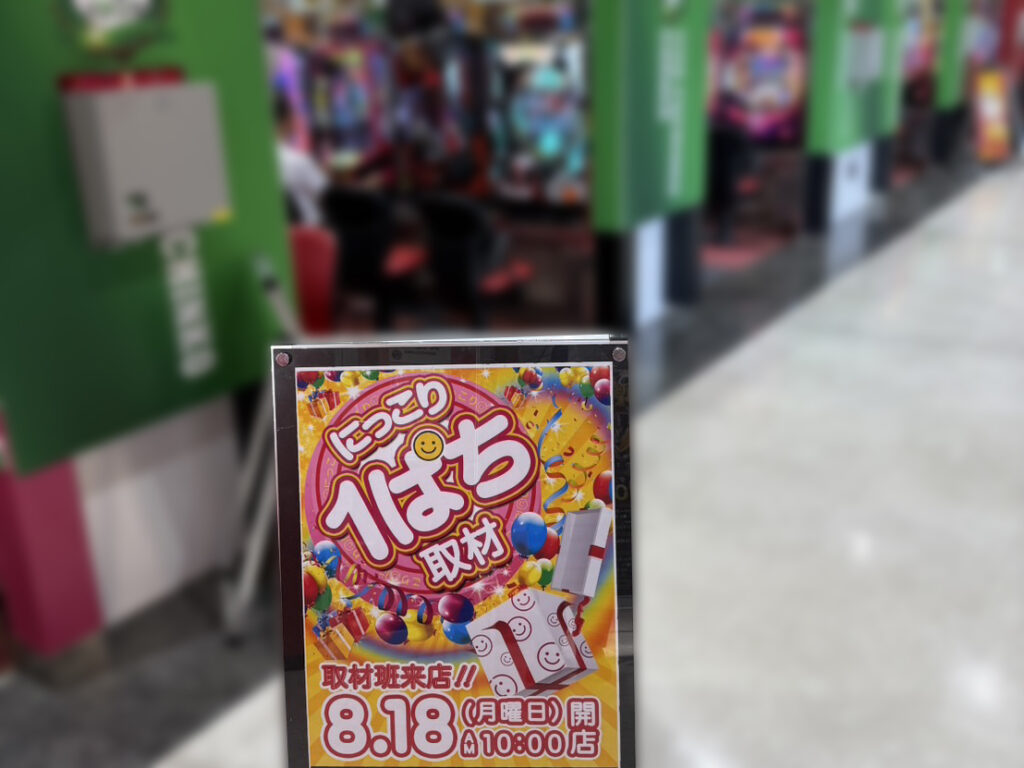 にっこり
1ぱち
取材
取材班来店!!
8.18(月曜日)
AM10:00開店